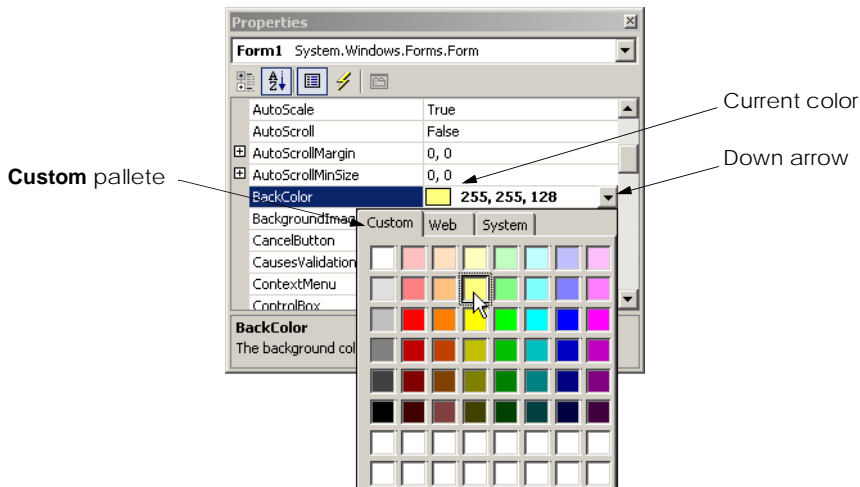 Properties
Form1 System.Windows.Forms.Form
AutoScale True
AutoScroll False
AutoScrollMargin 0, 0
AutoScrollMinSize 0, 0
BackColor 255, 255, 128
BackgroundImag
CancelButton
CausesValidation
ContextMenu
ControlBox
BackColor
The background col
Custom Web System
Custom pallete
Current color
Down arrow